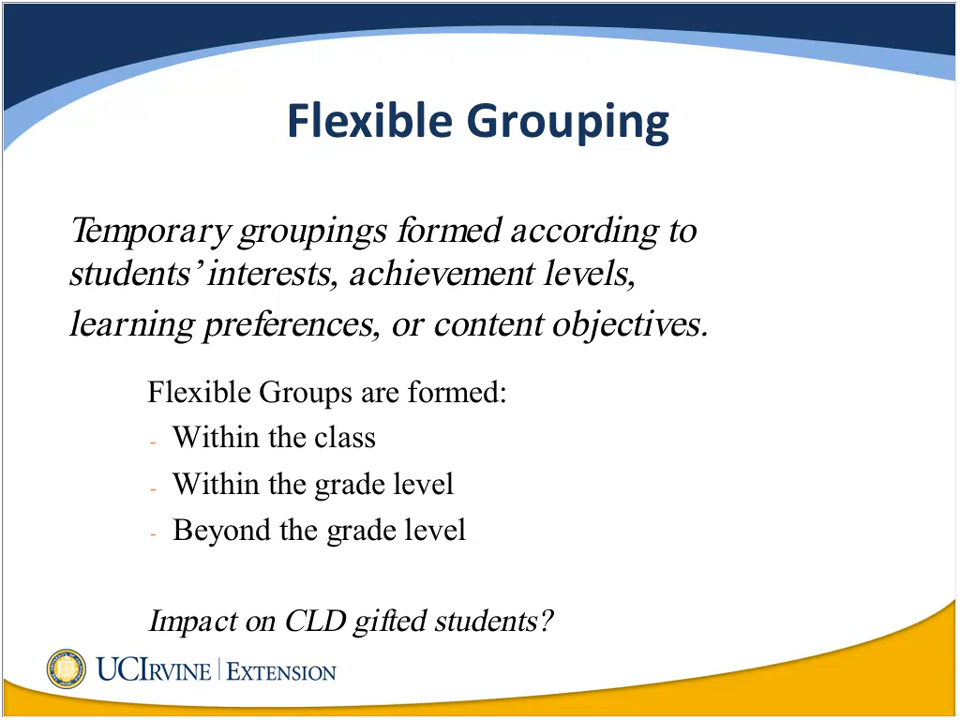 Flexible Grouping
Temporary groupings formed according to
students’ interests, achievement levels,
learning preferences, or content objectives.
Flexible Groups are formed:
- Within the class
- Within the grade level
- Beyond the grade level
Impact on CLD gifted students?
UCIRVINE | EXTENSION